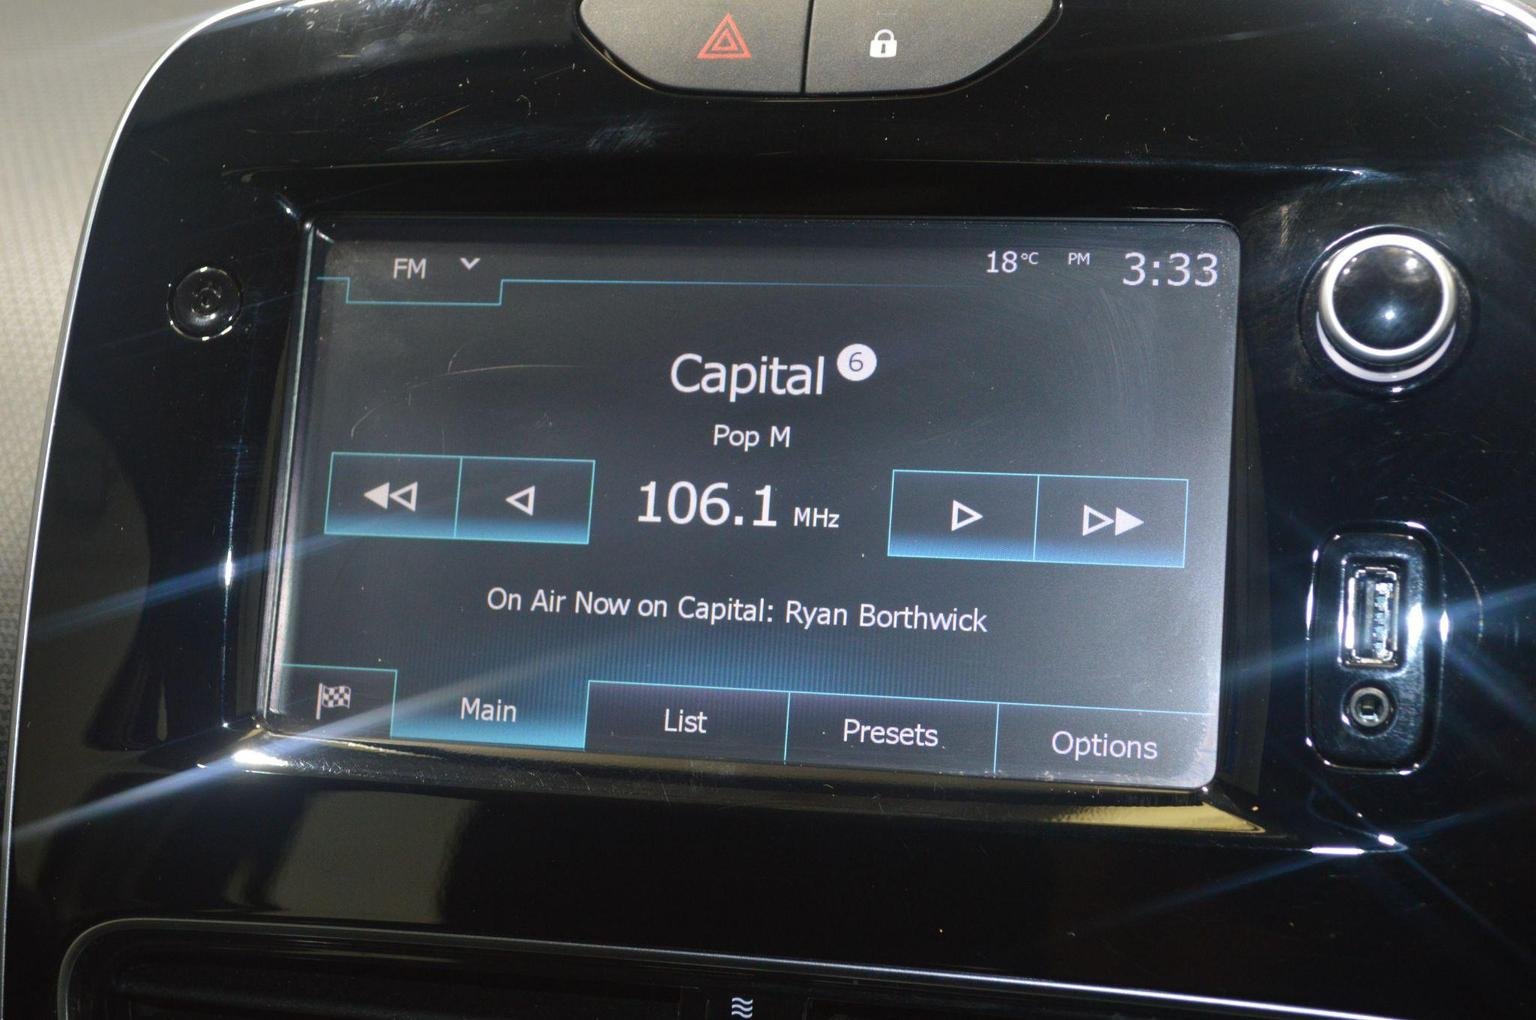 FM
18°C PM 3:33
Capital 6
Pop M
106.1 MHz
On Air Now on Capital: Ryan Borthwick
Main List Presets Options